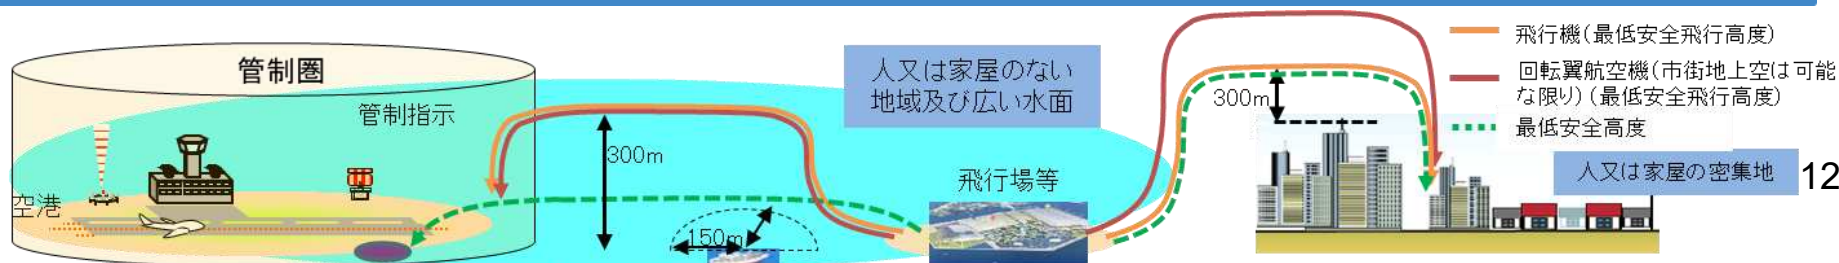 管制圏
管制指示
空港
300m
150m
人又は家屋のない
地域及び広い水面
飛行場等
300m
飛行機(最低安全飛行高度)
回転翼航空機(市街地上空は可能
な限り)(最低安全飛行高度)
最低安全高度
人又は家屋の密集地
12